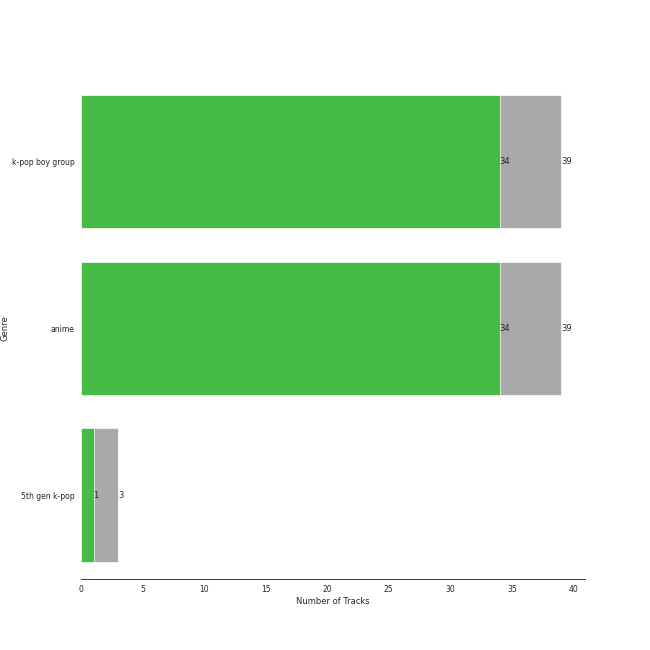 k-pop boy group 34 39
anime 34 39
5th gen k-pop 1 3
Genre
0 5 10 15 20 25 30 35 40
Number of Tracks